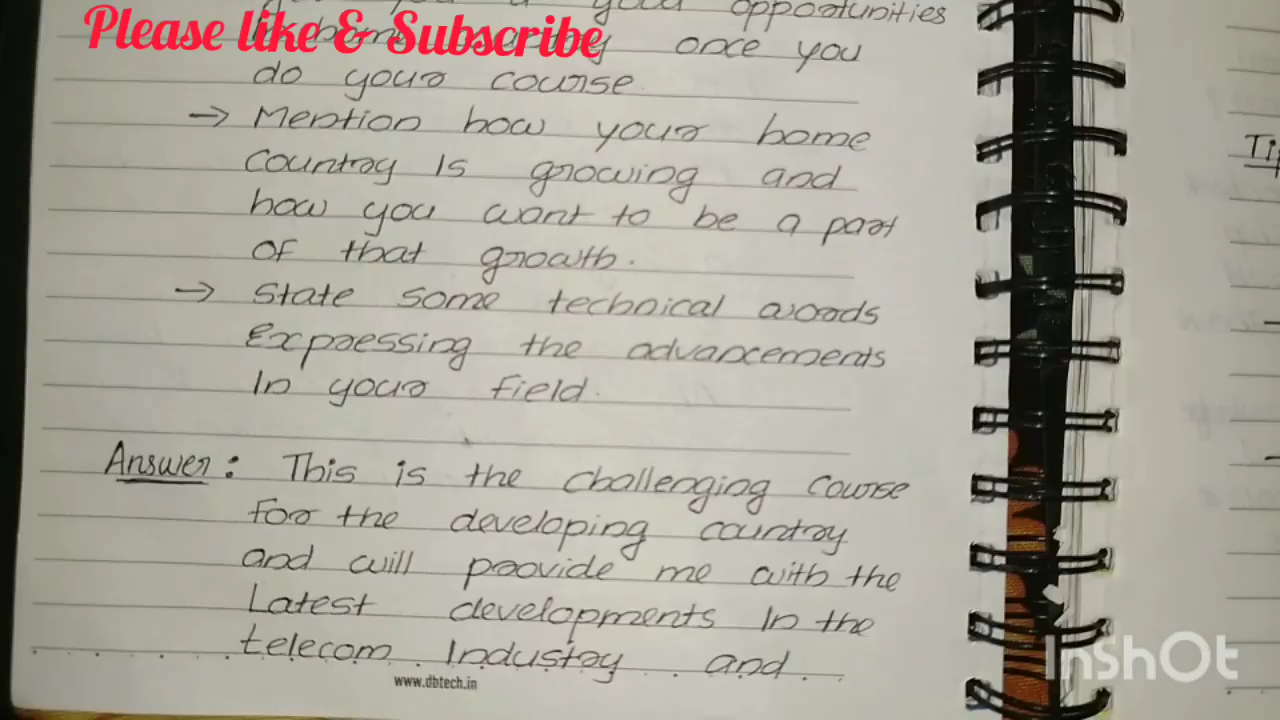 opportunities
Please like & Subscribe
once you
do your course.
→ Mention how your home
country is growing and
how you want to be a part
of that growth.
→ State some technical words
Expressing the advancements
in your field.
Answer: This is the challenging course
for the developing country
and will provide me with the
Latest developments in the
telecom Industry and
www.dbtech.in
InShOt